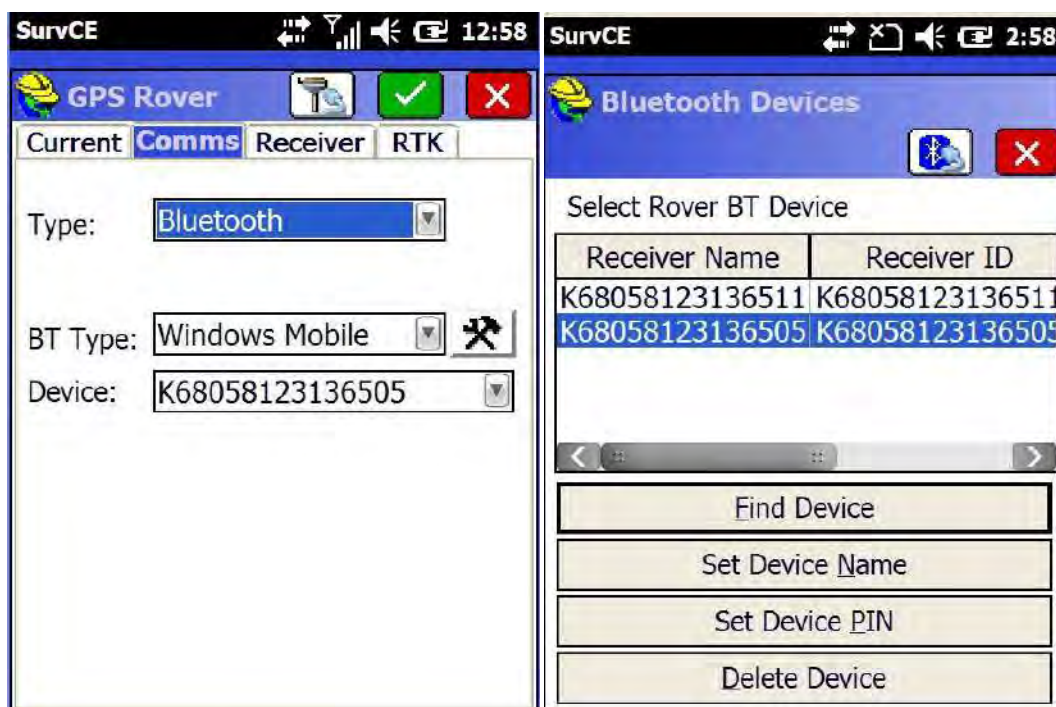 SurvCE 12:58
GPS Rover
Current Comms Receiver RTK
Type: Bluetooth
BT Type: Windows Mobile
Device: K68058123136505
SurvCE 2:58
Bluetooth Devices
Select Rover BT Device
Receiver Name Receiver ID
K68058123136511 K68058123136511
K68058123136505 K68058123136505
Find Device
Set Device Name
Set Device PIN
Delete Device